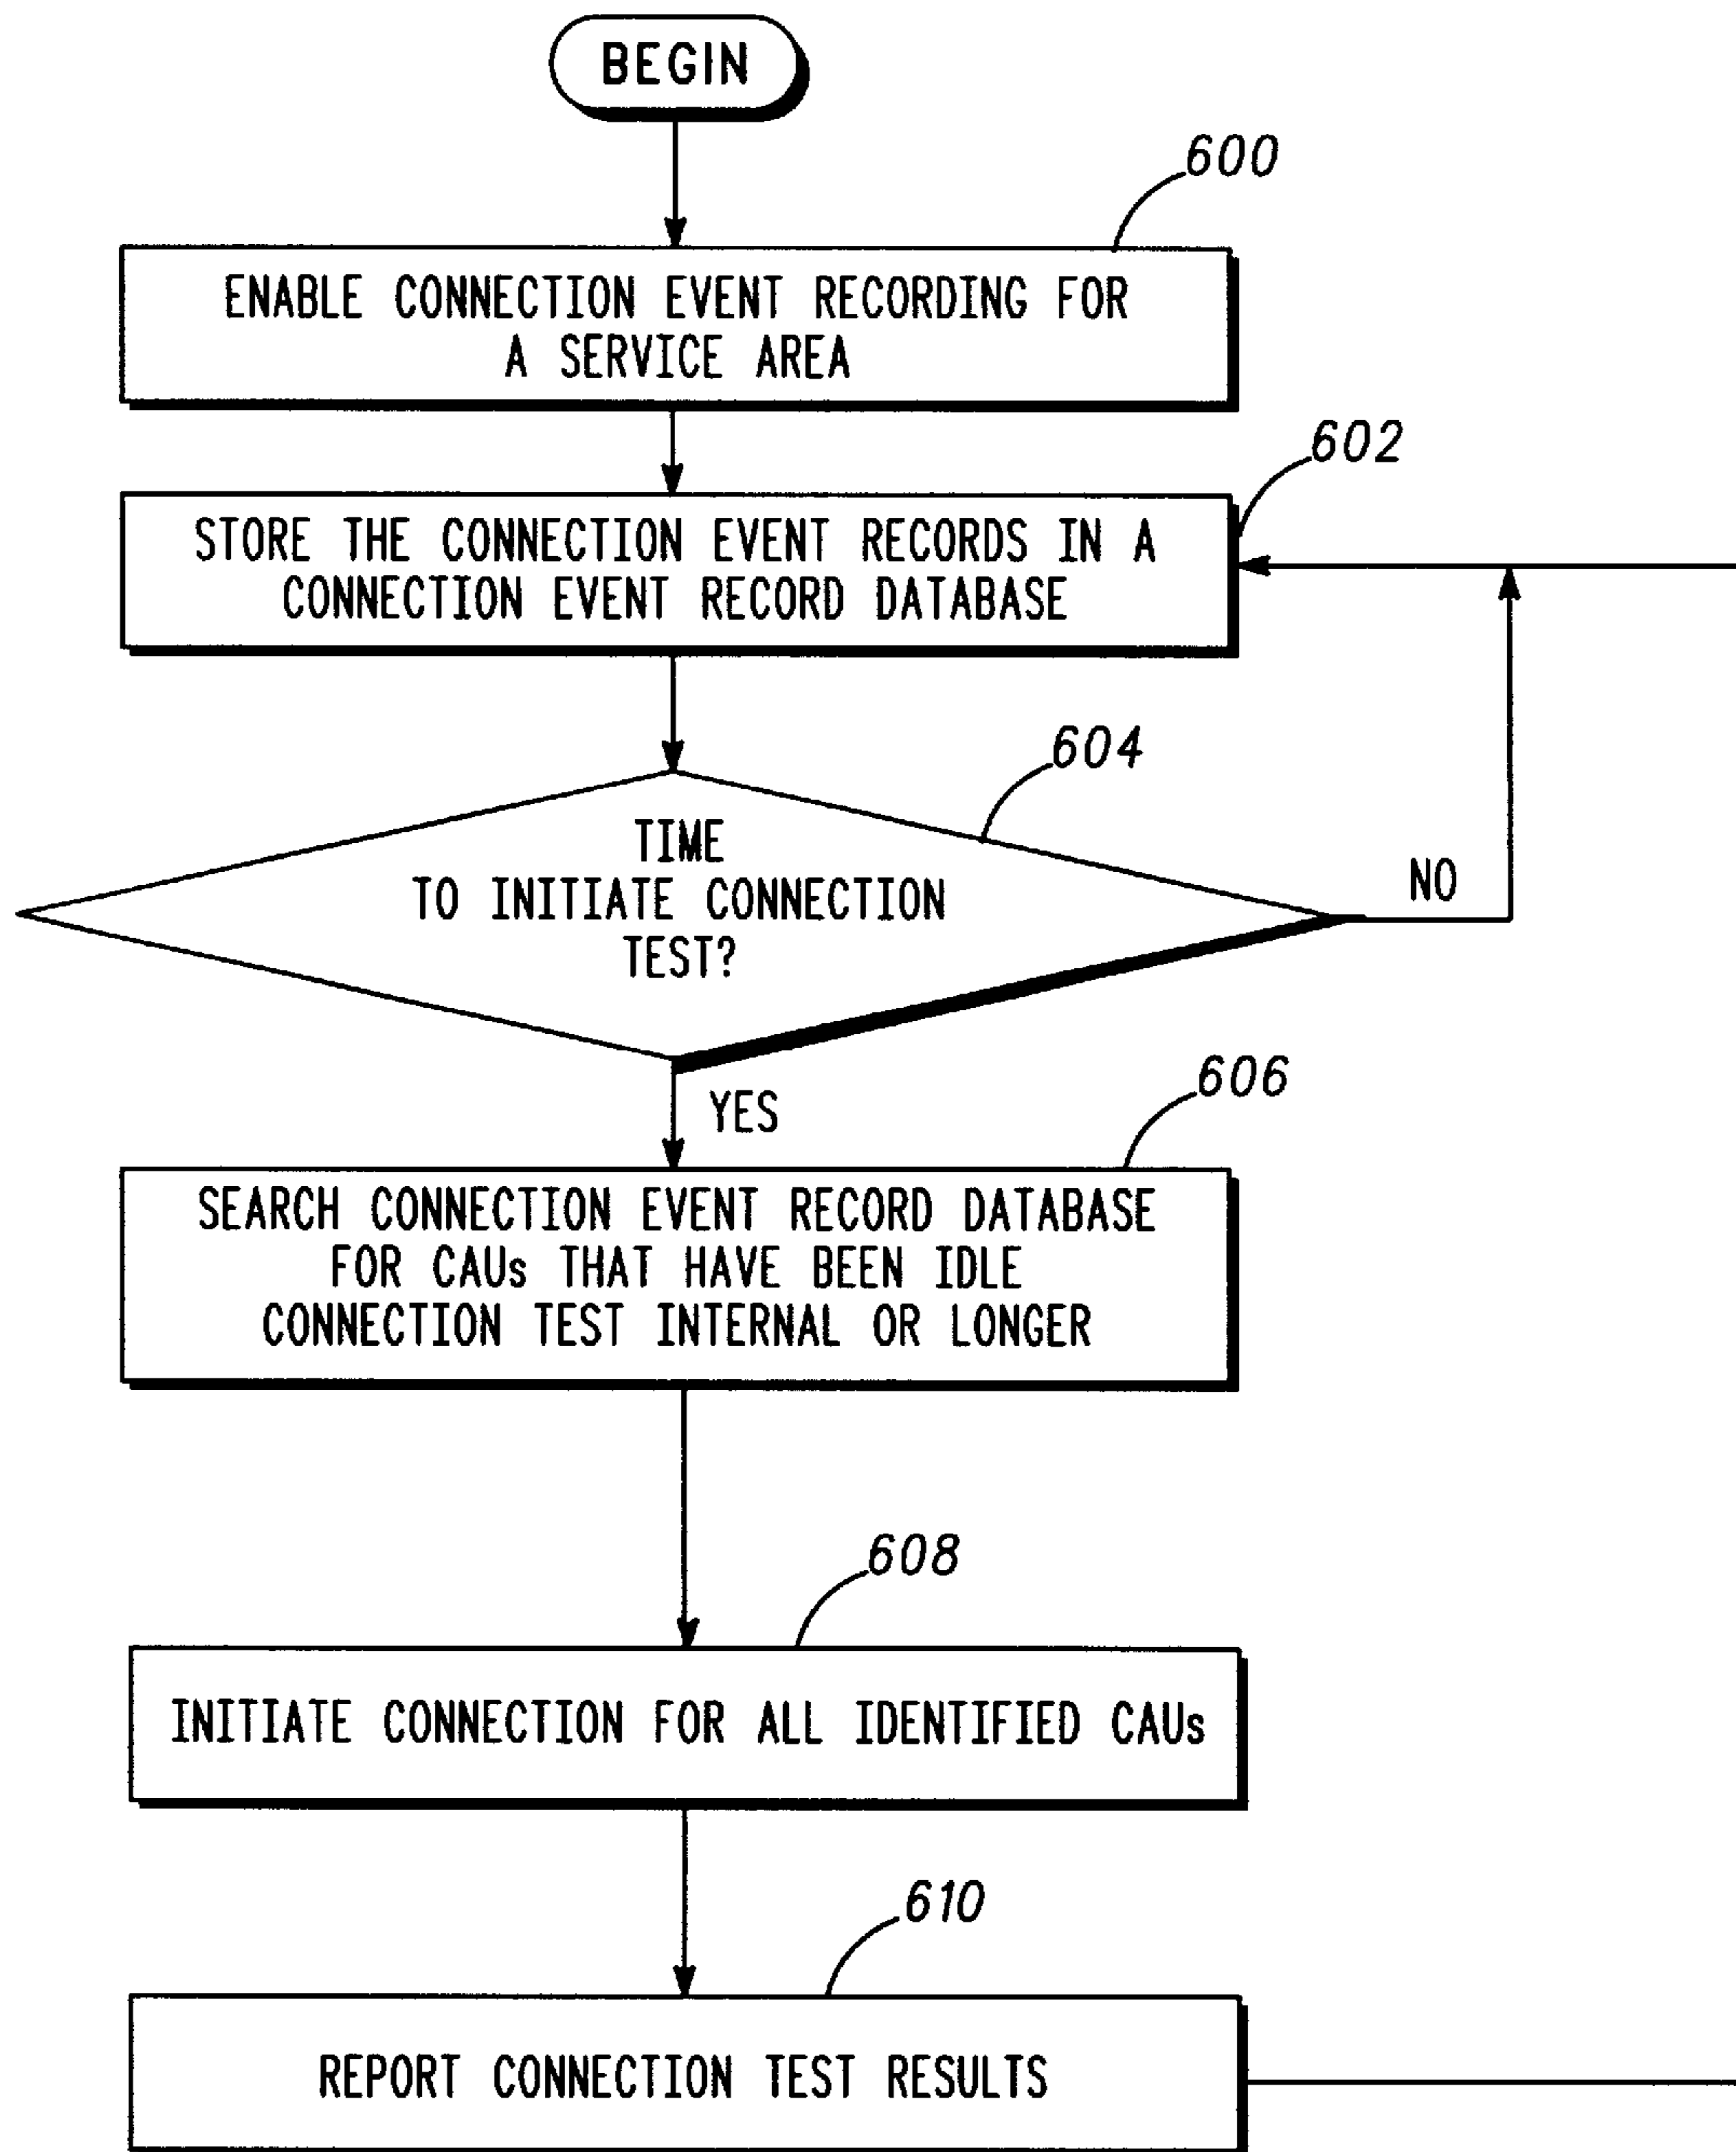 BEGIN
600
ENABLE CONNECTION EVENT RECORDING FOR
A SERVICE AREA
602
STORE THE CONNECTION EVENT RECORDS IN A
CONNECTION EVENT RECORD DATABASE
604
TIME
TO INITIATE CONNECTION
TEST?
NO
YES
606
SEARCH CONNECTION EVENT RECORD DATABASE
FOR CAUs THAT HAVE BEEN IDLE
CONNECTION TEST INTERNAL OR LONGER
608
INITIATE CONNECTION FOR ALL IDENTIFIED CAUs
610
REPORT CONNECTION TEST RESULTS